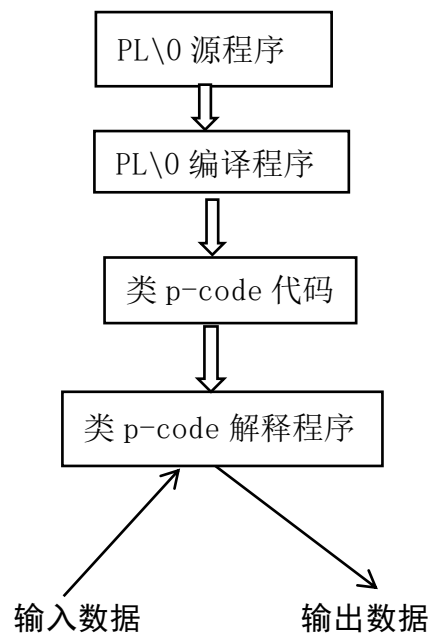 PL\0 源程序
PL\0 编译程序
类 p-code 代码
类 p-code 解释程序
输入数据
输出数据